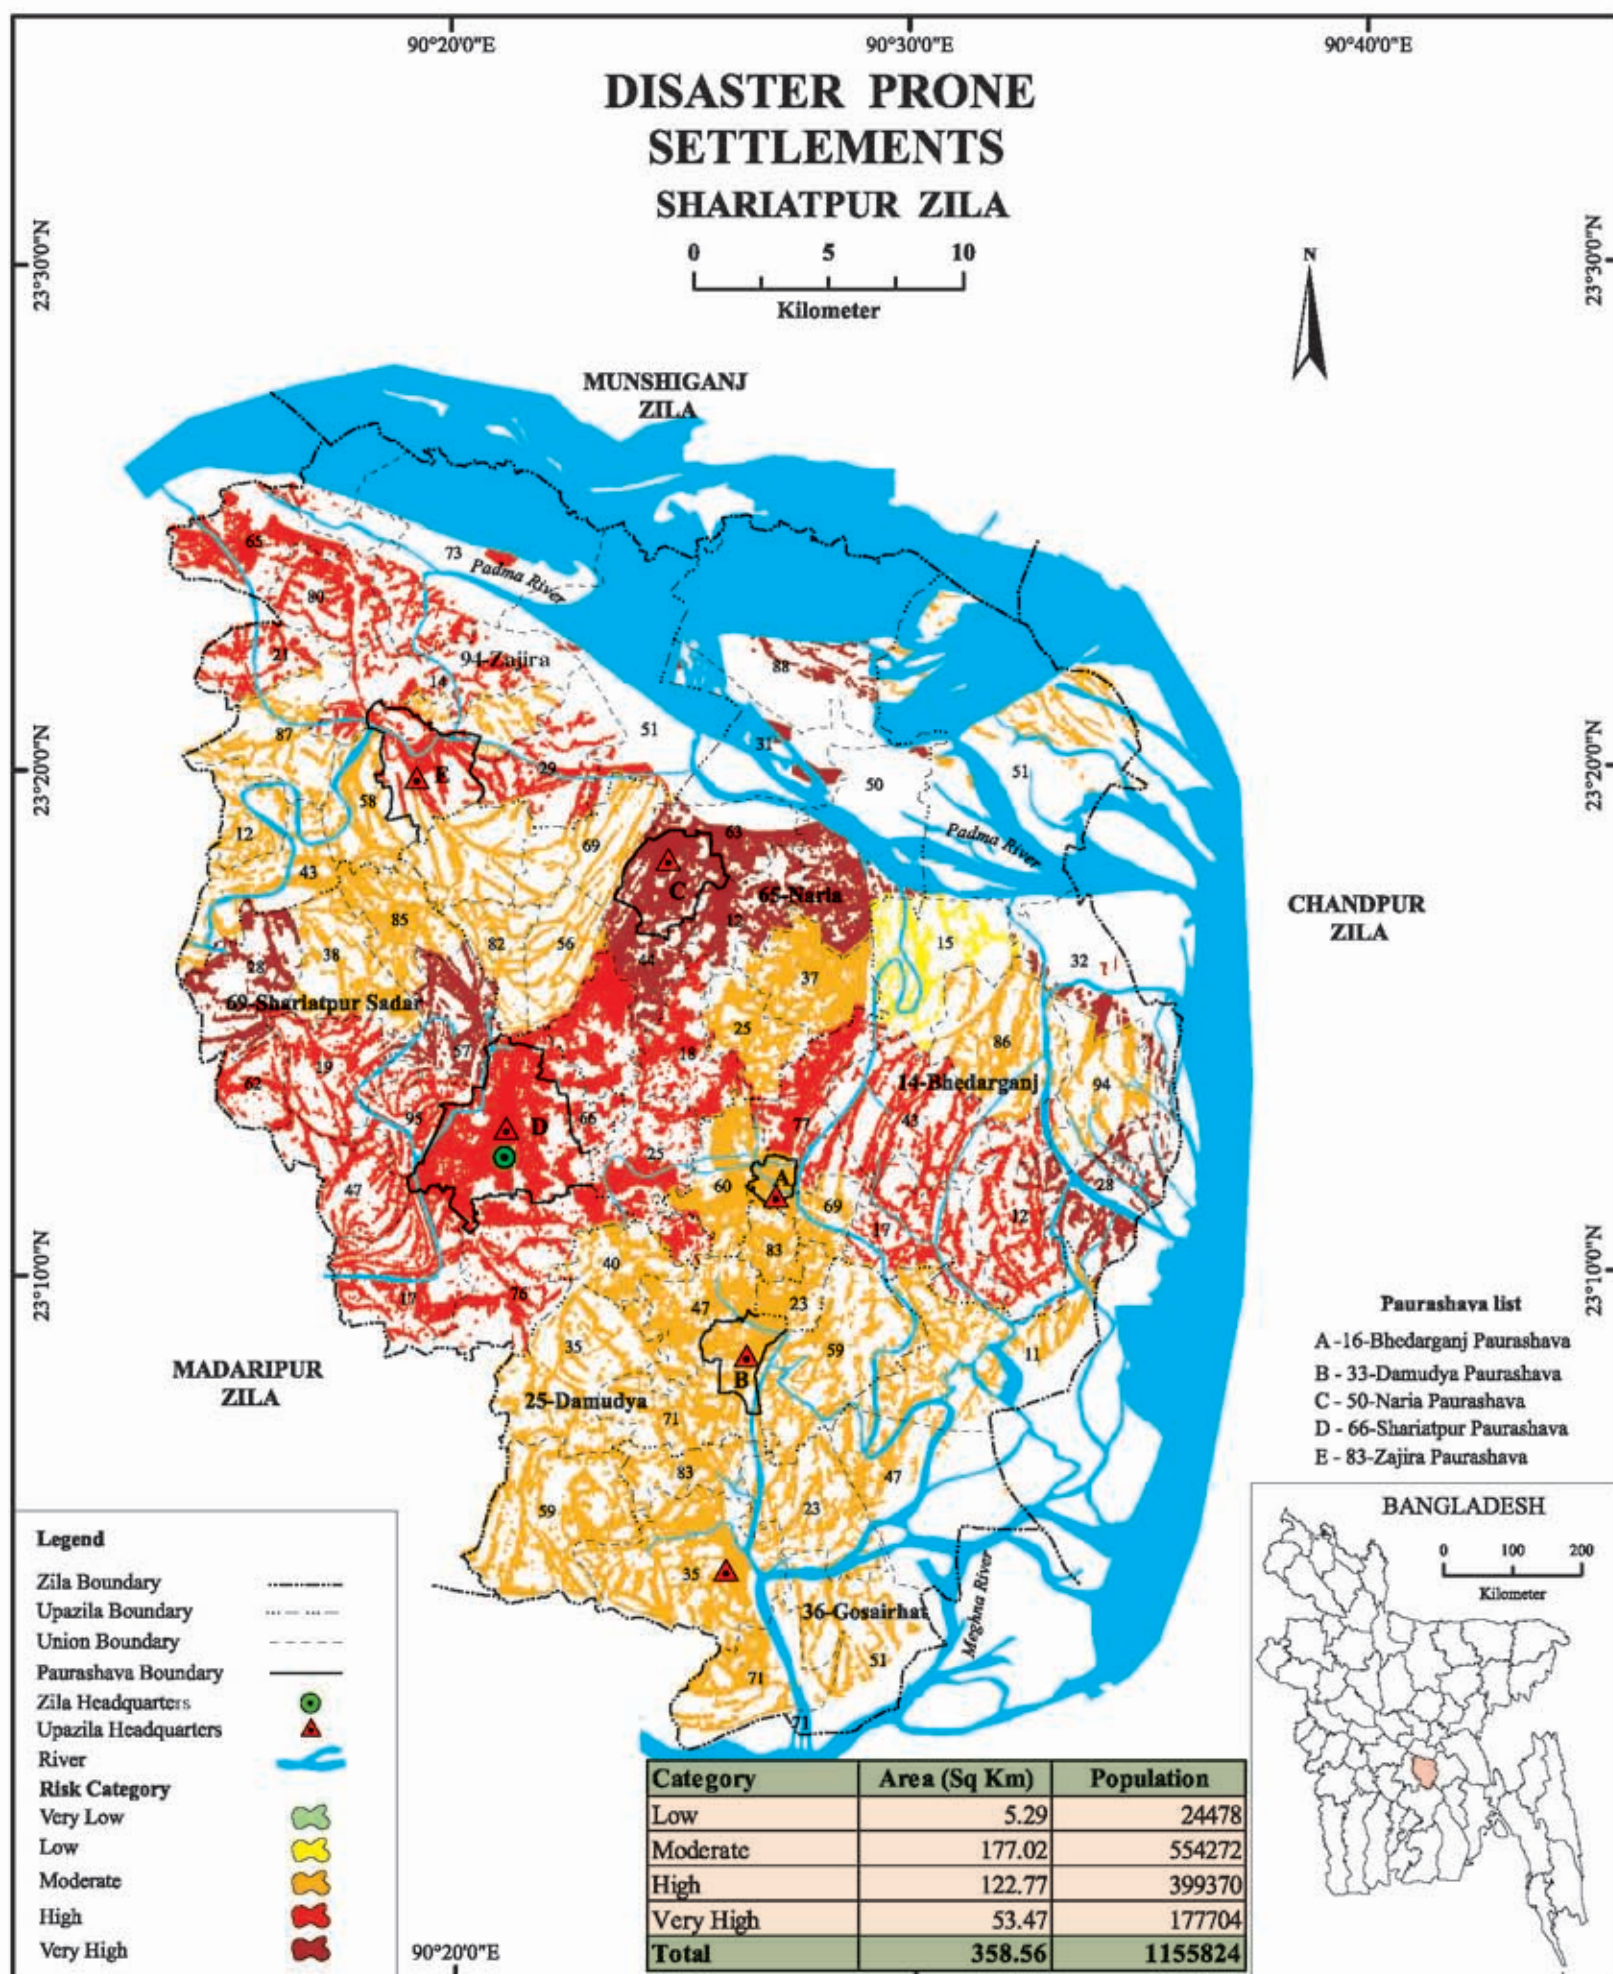 90°20'0"E
90°30'0"E
90°40'0"E
DISASTER PRONE
SETTLEMENTS
SHARIATPUR ZILA
0 5 10
Kilometer
N
23°30'0"N
23°30'0"N
MUNSHIGANJ
ZILA
65
73
Padma River
80
21
94-Zajira
14
88
87
51
31
23°20'0"N
23°20'0"N
E
29
50
51
58
12
69
63
Padma River
43
C
65-Naria
12
CHANDPUR
ZILA
85
38
82
56
28
44
37
15
32
69-Shariatpur Sadar
25
86
57
18
19
62
14-Bhedarganj
94
95
D
66
77
43
25
47
60
A
69
28
17
12
83
40
23°10'0"N
23°10'0"N
17
76
47
23
35
59
11
MADARIPUR
ZILA
B
25-Damudya
71
83
47
59
23
35
36-Gosairhat
Meghna River
51
71
71
Paurashava list
A -16-Bhedarganj Paurashava
B - 33-Damudya Paurashava
C - 50-Naria Paurashava
D - 66-Shariatpur Paurashava
E - 83-Zajira Paurashava
BANGLADESH
0 100 200
Kilometer
Legend
Zila Boundary
Upazila Boundary
Union Boundary
Paurashava Boundary
Zila Headquarters
Upazila Headquarters
River
Risk Category
Very Low
Low
Moderate
High
Very High
Category Area (Sq Km) Population
Low 5.29 24478
Moderate 177.02 554272
High 122.77 399370
Very High 53.47 177704
Total 358.56 1155824
90°20'0"E